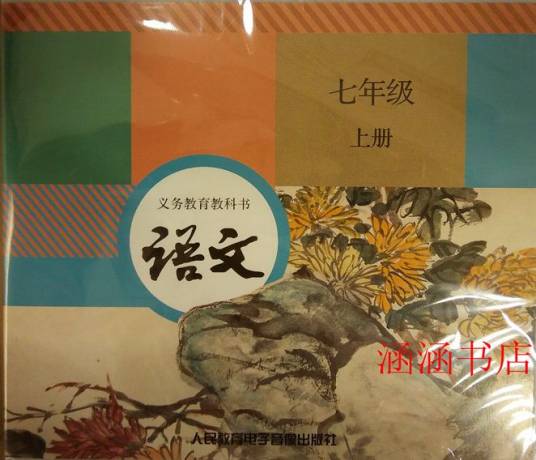 七年级
上册
义务教育教科书
语文
涵涵书店
人民教育电子音像出版社